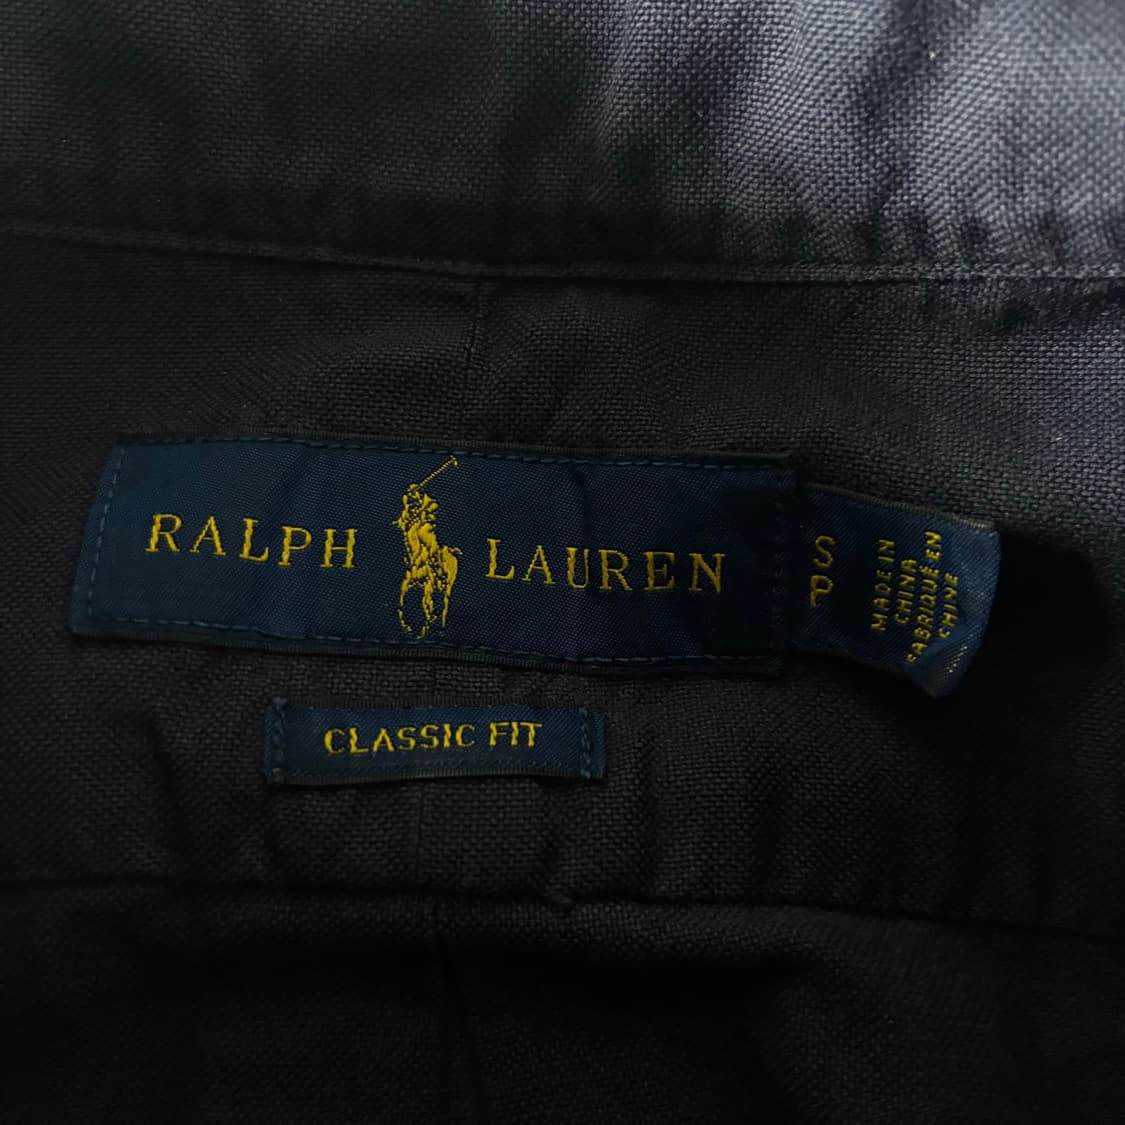 RALPH LAUREN
S
P
MADE IN
CHINA
FABRIQUÉ EN
CHINE
CLASSIC FIT